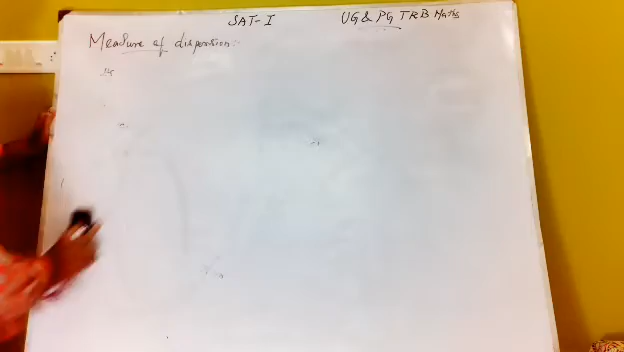 SAT-I UG & PG TRB Maths
Measure of dispersion: